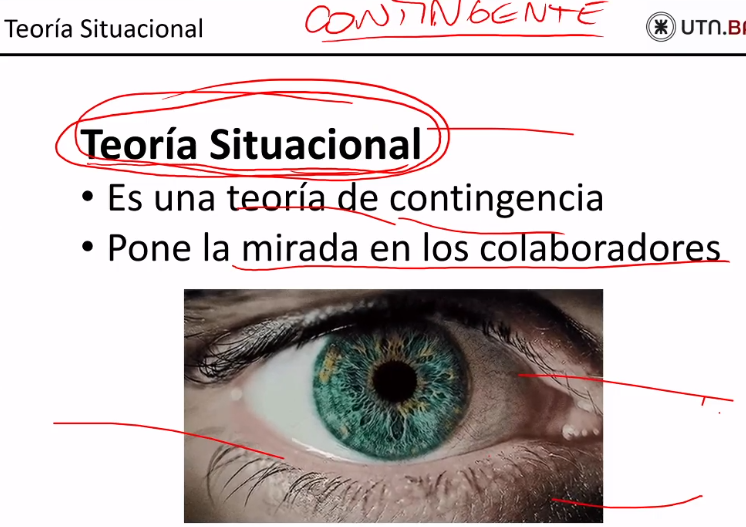 Teoría Situacional
CONTINGENTE
UTN.BA
Teoría Situacional
• Es una teoría de contingencia
• Pone la mirada en los colaboradores